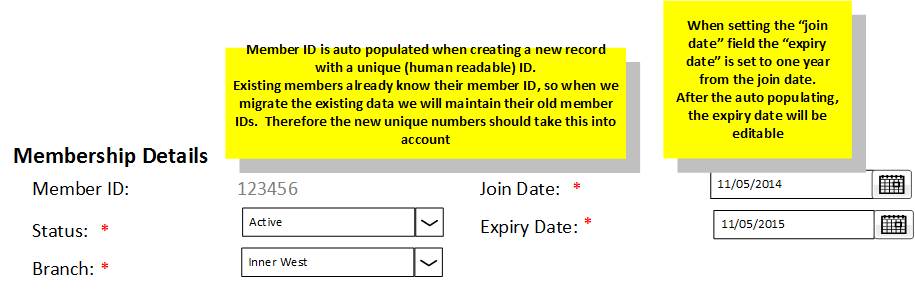 Member ID is auto populated when creating a new record
with a unique (human readable) ID.
Existing members already know their member ID, so when we
migrate the existing data we will maintain their old member
IDs.  Therefore the new unique numbers should take this into
account
When setting the “join
date” field the “expiry
date” is set to one year
from the join date.
After the auto populating,
the expiry date will be
editable
Membership Details
Member ID: 123456
Join Date: * 11/05/2014
Status: * Active
Expiry Date: * 11/05/2015
Branch: * Inner West